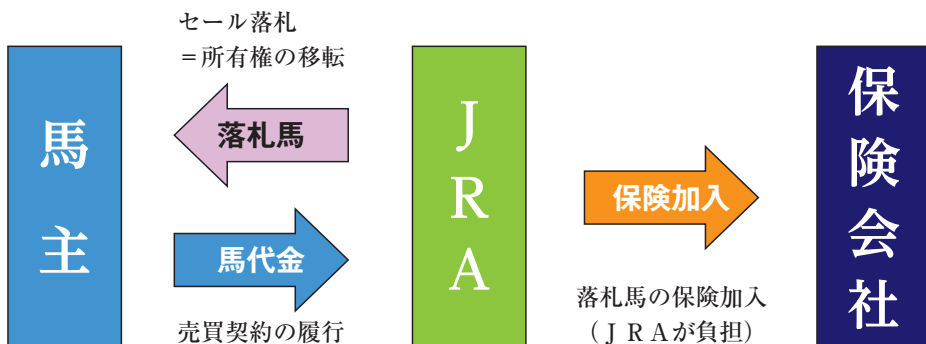 セール落札
＝所有権の移転
馬主
落札馬
馬代金
売買契約の履行
JRA
保険加入
落札馬の保険加入
（ＪＲＡが負担）
保険会社